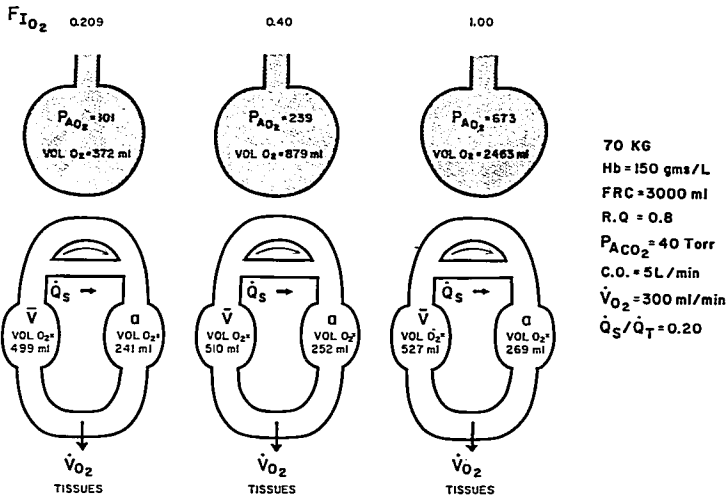 FIO2 0.209 0.40 1.00
PAO2=101
VOL O2=372 ml
PAO2=239
VOL O2=879 ml
PAO2=673
VOL O2=2463 ml
70 KG
Hb=150 gms/L
FRC=3000 ml
R.Q = 0.8
PACO2=40 Torr
C.O.=5L/min
V̇O2=300 ml/min
Q̇S/Q̇T=0.20
Q̇S →
V̄
VOL O2=
499 ml
a
VOL O2=
241 ml
Q̇S →
V̄
VOL O2=
510 ml
a
VOL O2=
252 ml
Q̇S →
V̄
VOL O2=
527 ml
a
VOL O2=
269 ml
V̇O2
TISSUES
V̇O2
TISSUES
V̇O2
TISSUES